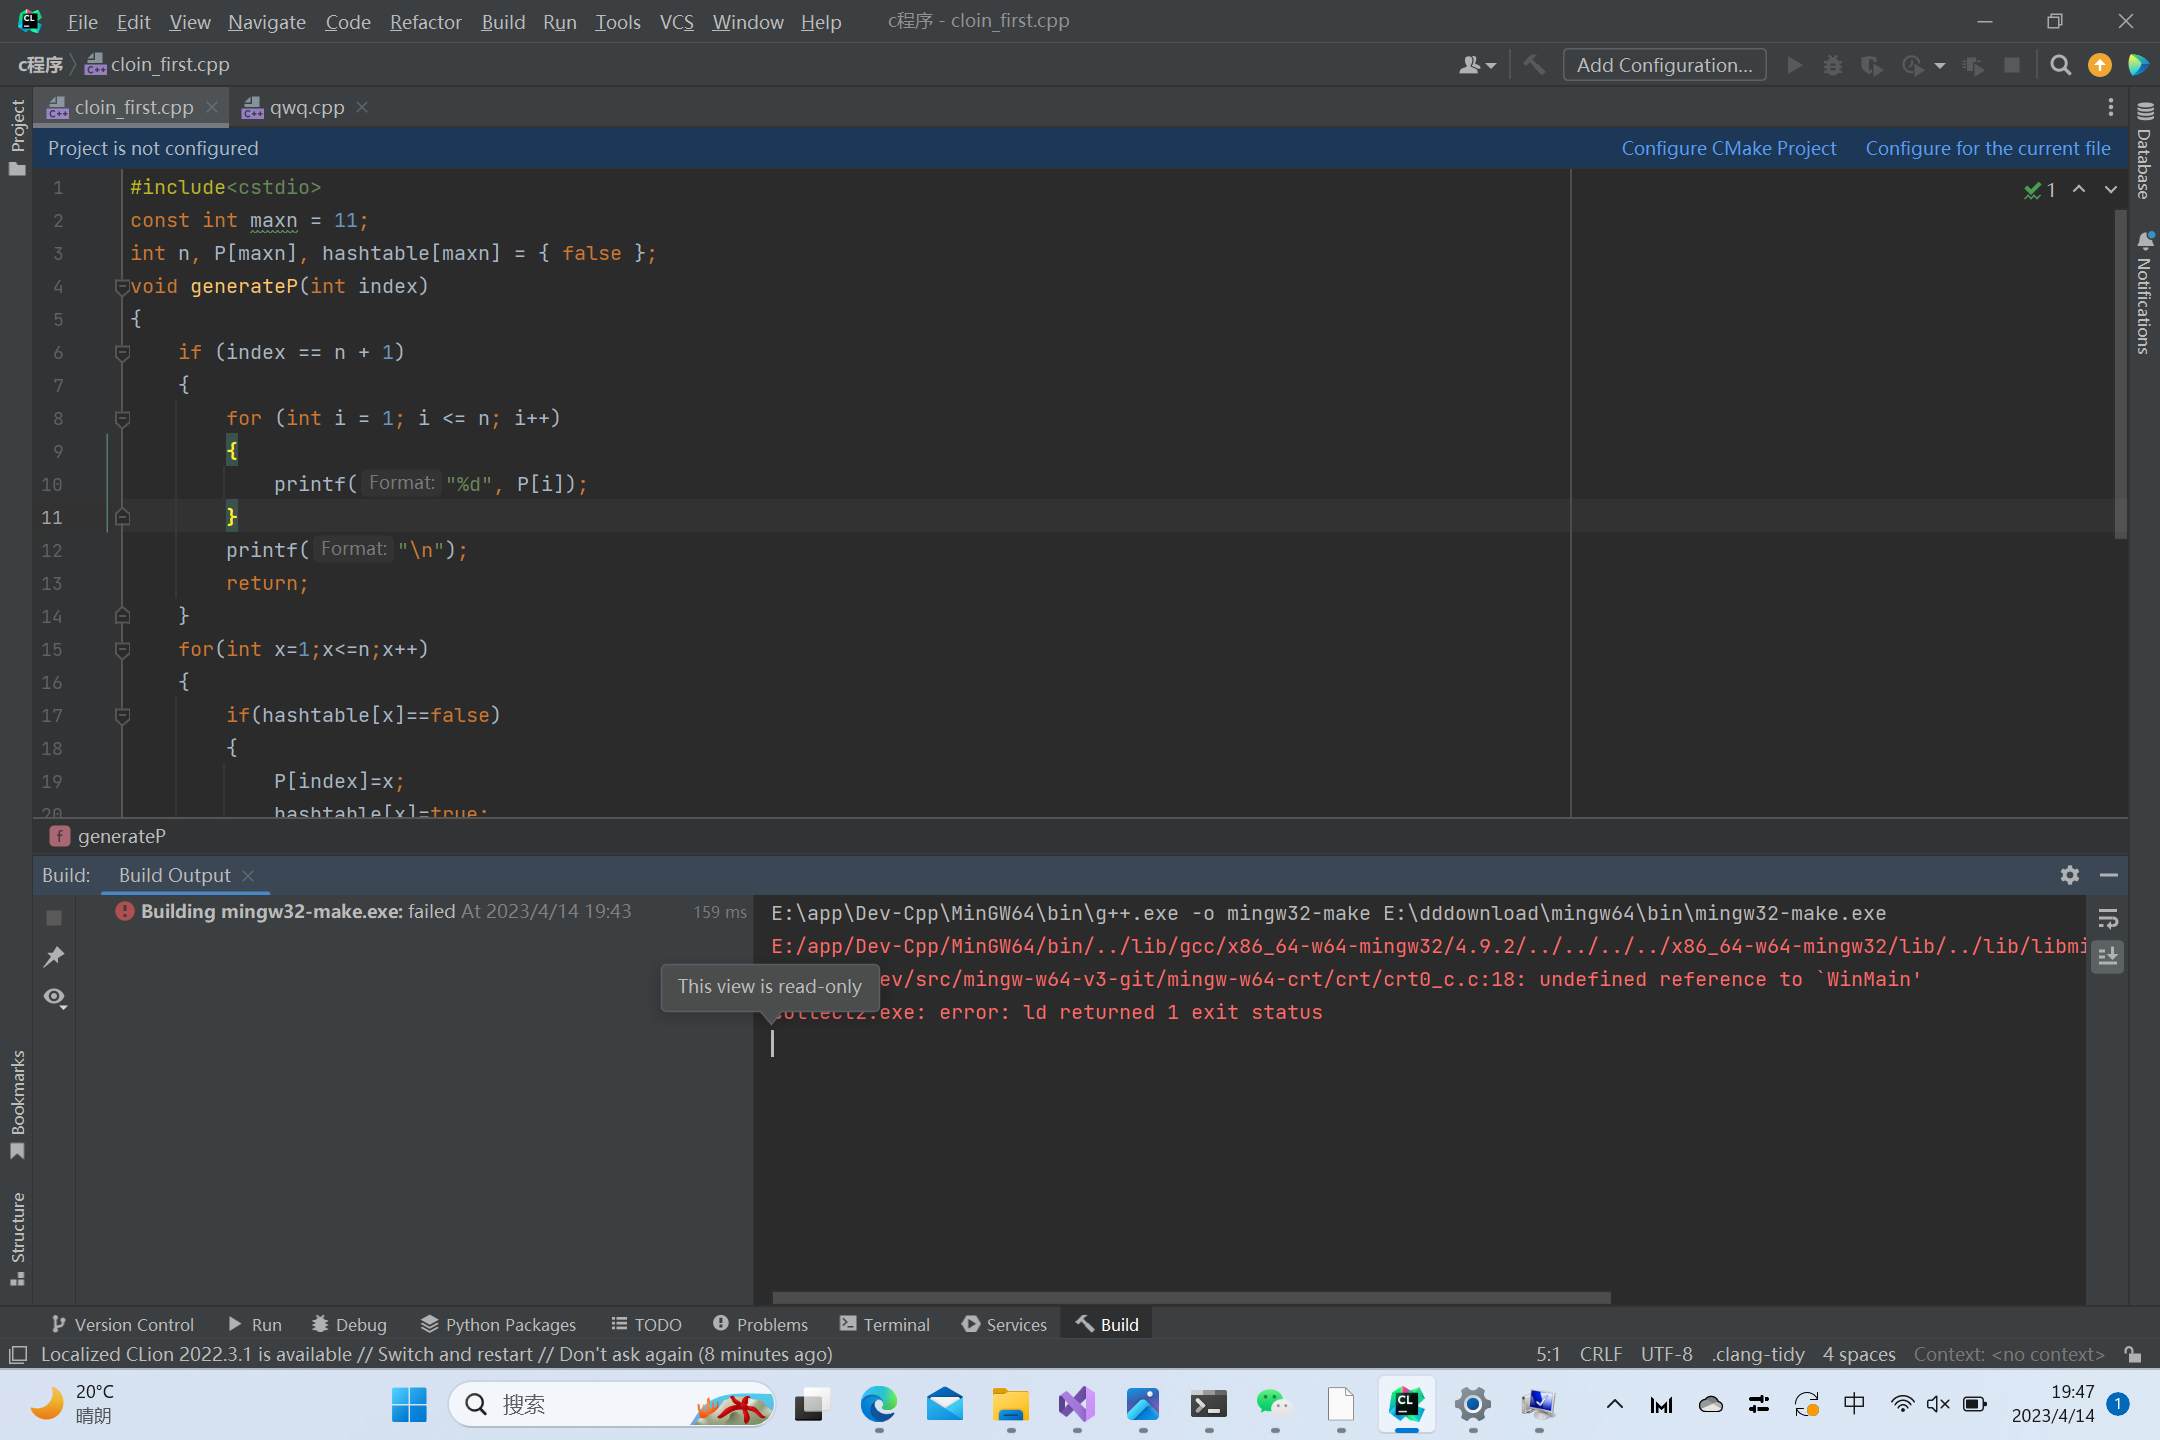 File Edit View Navigate Code Refactor Build Run Tools VCS Window Help c程序 - cloin_first.cpp
c程序 cloin_first.cpp
Add Configuration...
cloin_first.cpp qwq.cpp
Project is not configured
Configure CMake Project Configure for the current file
1 #include<cstdio>
2 const int maxn = 11;
3 int n, P[maxn], hashtable[maxn] = { false };
4 void generateP(int index)
5 {
6 if (index == n + 1)
7 {
8 for (int i = 1; i <= n; i++)
9 {
10 printf( Format: "%d", P[i]);
11 }
12 printf( Format: "\n");
13 return;
14 }
15 for(int x=1;x<=n;x++)
16 {
17 if(hashtable[x]==false)
18 {
19 P[index]=x;
20 hashtable[x]=true;
1
Project
Bookmarks
Structure
Database
Notifications
generateP
Build: Build Output
Building mingw32-make.exe: failed At 2023/4/14 19:43 159 ms
E:\app\Dev-Cpp\MinGW64\bin\g++.exe -o mingw32-make E:\dddownload\mingw64\bin\mingw32-make.exe
E:/app/Dev-Cpp/MinGW64/bin/../lib/gcc/x86_64-w64-mingw32/4.9.2/../../../../x86_64-w64-mingw32/lib/../lib/libmi
ev/src/mingw-w64-v3-git/mingw-w64-crt/crt/crt0_c.c:18: undefined reference to `WinMain'
collect2.exe: error: ld returned 1 exit status
This view is read-only
Version Control Run Debug Python Packages TODO Problems Terminal Services Build
Localized CLion 2022.3.1 is available // Switch and restart // Don't ask again (8 minutes ago)
5:1 CRLF UTF-8 .clang-tidy 4 spaces Context: <no context>
20°C
晴朗
搜索
中
19:47
2023/4/14
1